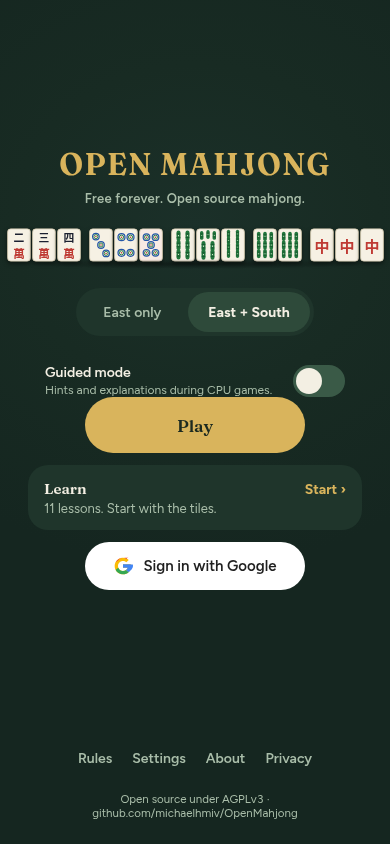 OPEN MAHJONG
Free forever. Open source mahjong.
二 三 四 中 中 中
萬 萬 萬
East only East + South
Guided mode
Hints and explanations during CPU games.
Play
Learn Start ›
11 lessons. Start with the tiles.
Sign in with Google
Rules Settings About Privacy
Open source under AGPLv3 ·
github.com/michaelhmiv/OpenMahjong